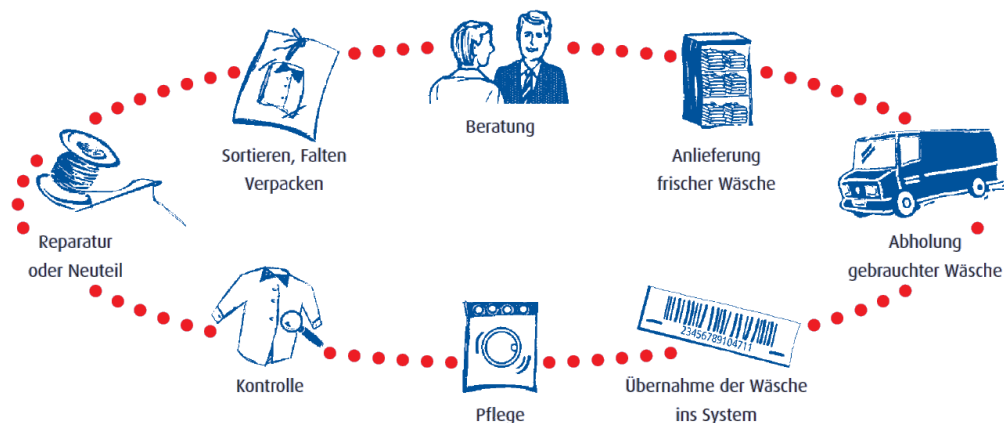 Beratung
Sortieren, Falten
Verpacken
Anlieferung
frischer Wäsche
Reparatur
oder Neuteil
Abholung
gebrauchter Wäsche
23456789104711
Kontrolle
Pflege
Übernahme der Wäsche
ins System